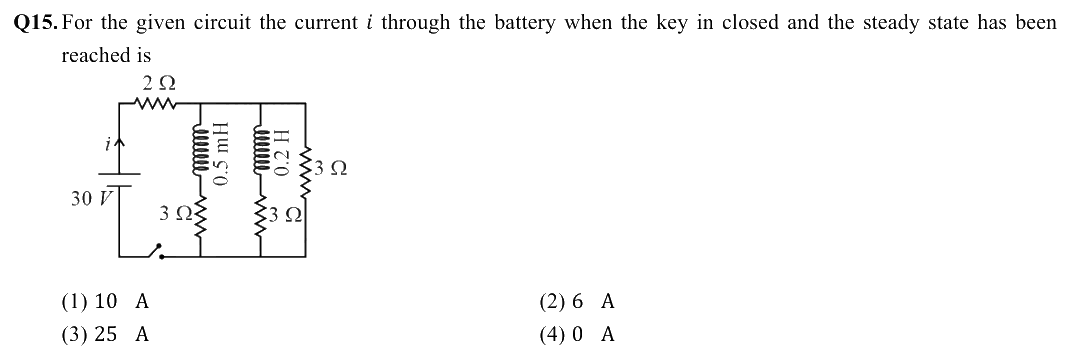 Q15. For the given circuit the current i through the battery when the key in closed and the steady state has been
reached is
2 Ω
i
0.5 mH
0.2 H
3 Ω
30 V
3 Ω
3 Ω
(1) 10 A
(2) 6 A
(3) 25 A
(4) 0 A